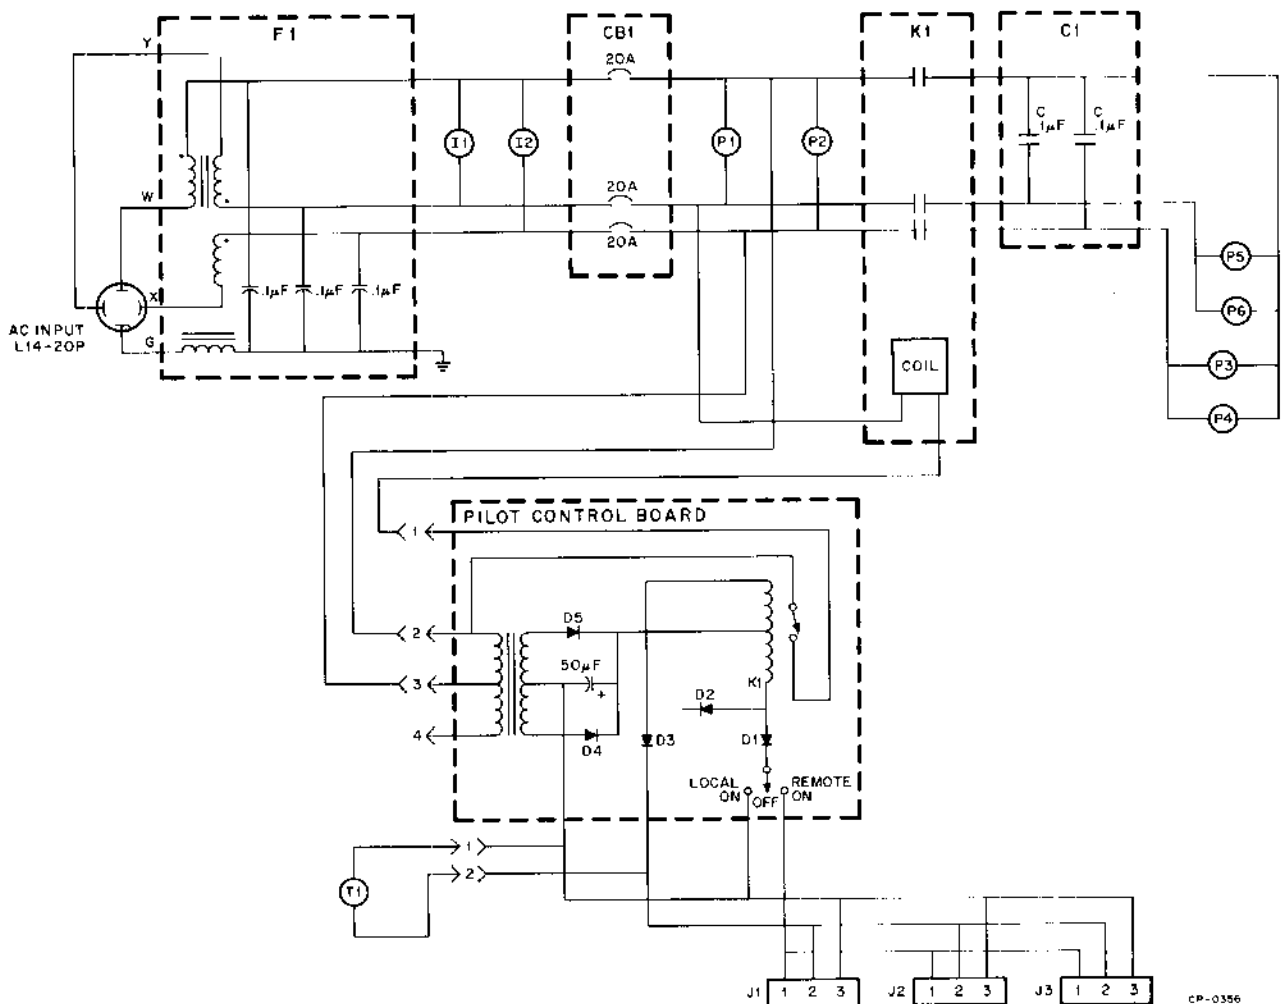 F1
CB1
K1
C1
Y
20A
C
.1µF
C
.1µF
I1
I2
P1
P2
W
20A
20A
X
.1µF
.1µF
.1µF
P5
P6
P3
P4
AC INPUT
L14-20P
G
COIL
PILOT CONTROL BOARD
1
2
3
4
D5
50µF
+
D4
K1
D2
D3
D1
LOCAL
ON
OFF
REMOTE
ON
1
2
T1
J1 1 2 3
J2 1 2 3
J3 1 2 3
CP-0356